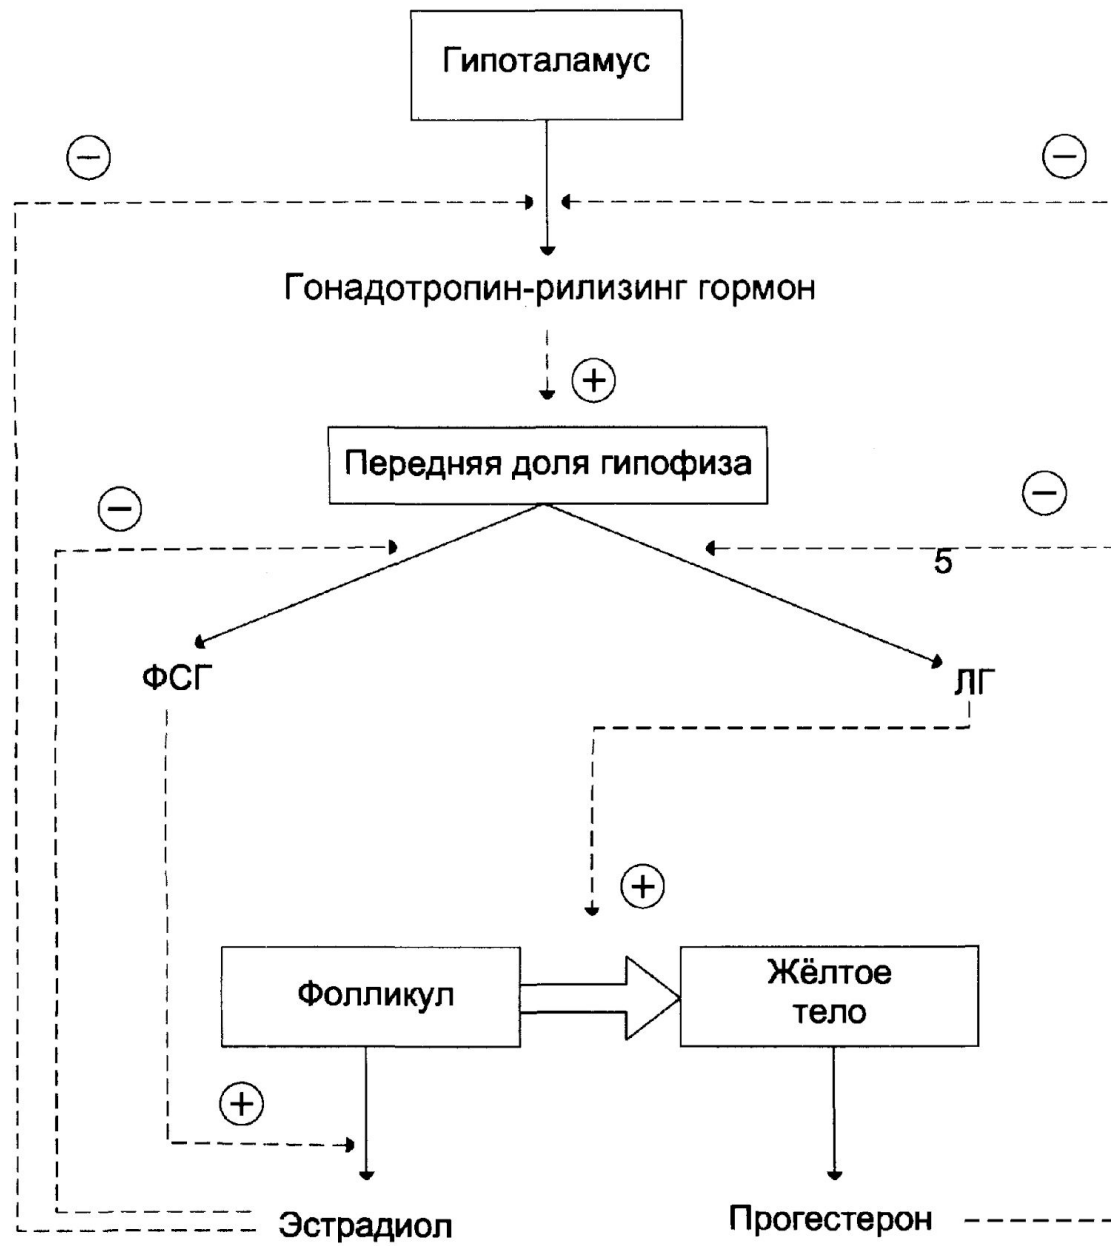 Гипоталамус
−
−
Гонадотропин-рилизинг гормон
+
Передняя доля гипофиза
−
−
5
ФСГ
ЛГ
+
Фолликул
Жёлтое
тело
+
Эстрадиол
Прогестерон